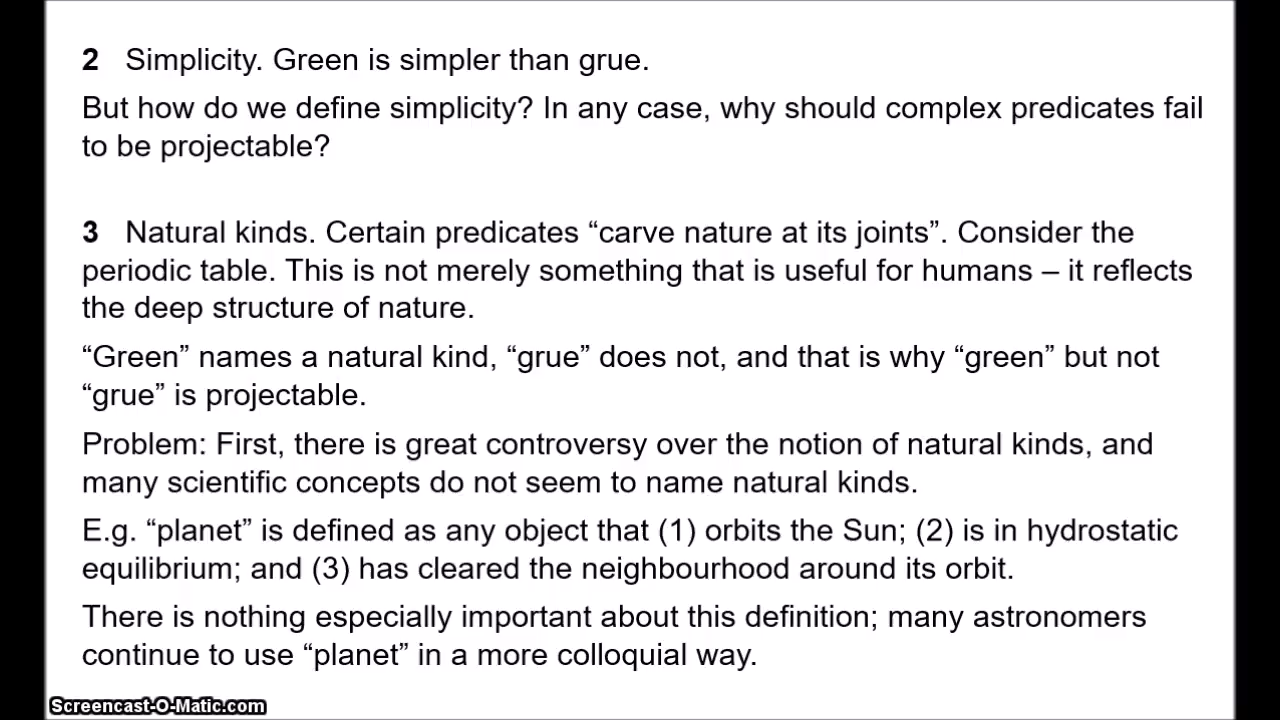 2 Simplicity. Green is simpler than grue.
But how do we define simplicity? In any case, why should complex predicates fail
to be projectable?
3 Natural kinds. Certain predicates “carve nature at its joints”. Consider the
periodic table. This is not merely something that is useful for humans – it reflects
the deep structure of nature.
“Green” names a natural kind, “grue” does not, and that is why “green” but not
“grue” is projectable.
Problem: First, there is great controversy over the notion of natural kinds, and
many scientific concepts do not seem to name natural kinds.
E.g. “planet” is defined as any object that (1) orbits the Sun; (2) is in hydrostatic
equilibrium; and (3) has cleared the neighbourhood around its orbit.
There is nothing especially important about this definition; many astronomers
continue to use “planet” in a more colloquial way.
Screencast-O-Matic.com